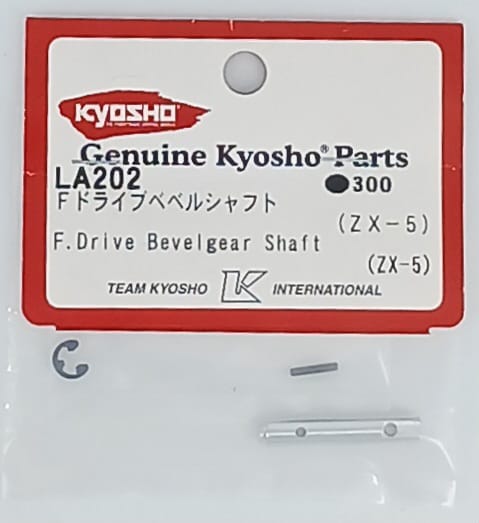 KYOSHO
Genuine Kyosho® Parts
LA202 ●300
Fドライブベベルシャフト
(ZX-5)
F.Drive Bevelgear Shaft
(ZX-5)
TEAM KYOSHO K INTERNATIONAL